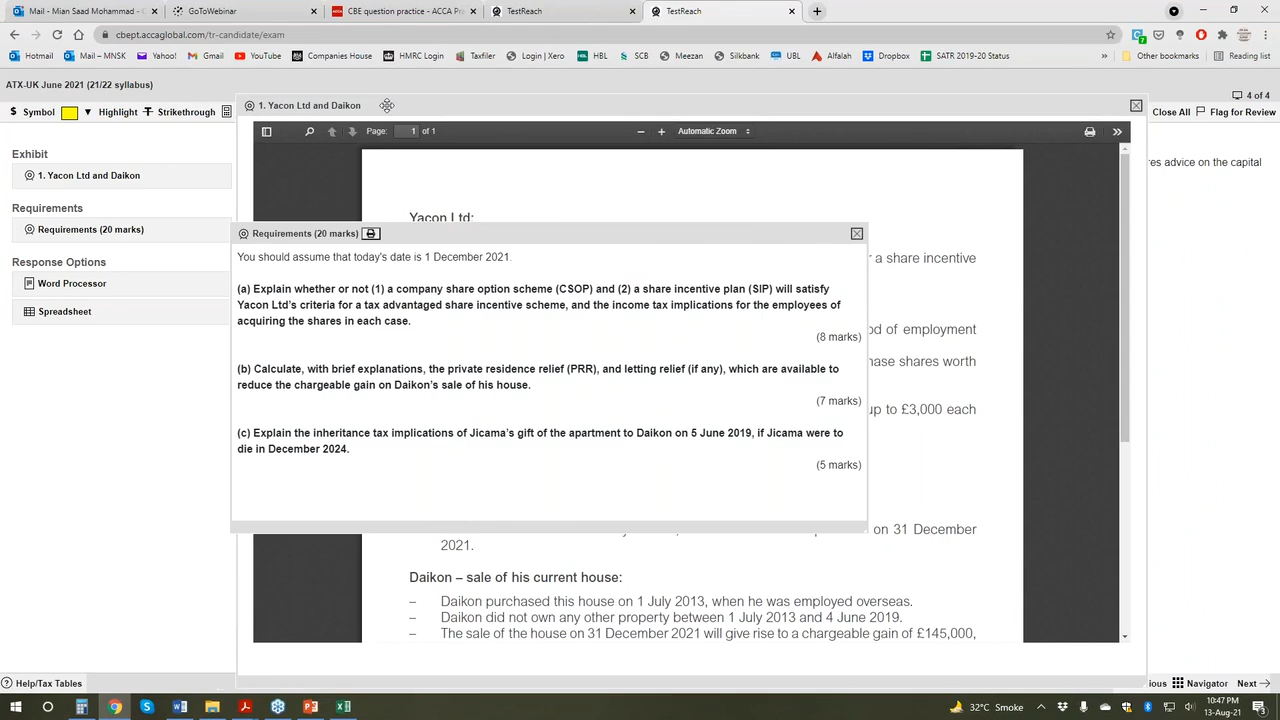 Mail - Mian Saad Mohammad -
GoToWebinar
CBE question practice - ACCA Pro
TestReach
TestReach
cbept.accaglobal.com/tr-candidate/exam
Hotmail
Mail – MNSK
Yahoo!
Gmail
YouTube
Companies House
HMRC Login
Taxfiler
Login | Xero
HBL
SCB
Meezan
Silkbank
UBL
Alfalah
Dropbox
SATR 2019-20 Status
Other bookmarks
Reading list
ATX-UK June 2021 (21/22 syllabus)
4 of 4
$ Symbol
Highlight
Strikethrough
Close All
Flag for Review
Exhibit
1. Yacon Ltd and Daikon
Requirements
Requirements (20 marks)
Response Options
Word Processor
Spreadsheet
1. Yacon Ltd and Daikon
Page: 1 of 1
Automatic Zoom
Yacon Ltd:
es advice on the capital
r a share incentive
od of employment
hase shares worth
up to £3,000 each
Requirements (20 marks)
You should assume that today's date is 1 December 2021.
(a) Explain whether or not (1) a company share option scheme (CSOP) and (2) a share incentive plan (SIP) will satisfy
Yacon Ltd's criteria for a tax advantaged share incentive scheme, and the income tax implications for the employees of
acquiring the shares in each case.
(8 marks)
(b) Calculate, with brief explanations, the private residence relief (PRR), and letting relief (if any), which are available to
reduce the chargeable gain on Daikon's sale of his house.
(7 marks)
(c) Explain the inheritance tax implications of Jicama's gift of the apartment to Daikon on 5 June 2019, if Jicama were to
die in December 2024.
(5 marks)
on 31 December
2021.
Daikon – sale of his current house:
– Daikon purchased this house on 1 July 2013, when he was employed overseas.
– Daikon did not own any other property between 1 July 2013 and 4 June 2019.
– The sale of the house on 31 December 2021 will give rise to a chargeable gain of £145,000,
Help/Tax Tables
ious
Navigator
Next
32°C Smoke
10:47 PM
13-Aug-21